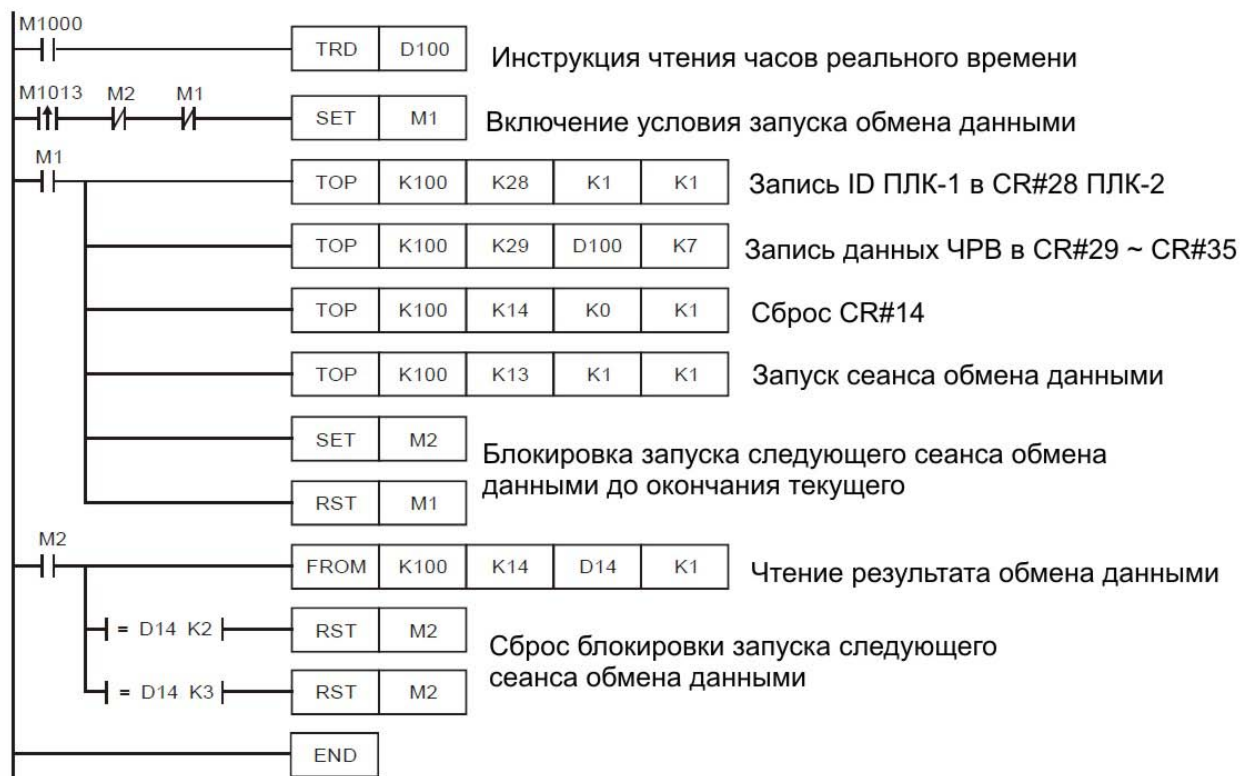 M1000
TRD D100 Инструкция чтения часов реального времени
M1013 M2 M1
SET M1 Включение условия запуска обмена данными
M1
TOP K100 K28 K1 K1 Запись ID ПЛК-1 в CR#28 ПЛК-2
TOP K100 K29 D100 K7 Запись данных ЧРВ в CR#29 ~ CR#35
TOP K100 K14 K0 K1 Сброс CR#14
TOP K100 K13 K1 K1 Запуск сеанса обмена данными
SET M2
Блокировка запуска следующего сеанса обмена
данными до окончания текущего
RST M1
M2
FROM K100 K14 D14 K1 Чтение результата обмена данными
= D14 K2 RST M2
Сброс блокировки запуска следующего
сеанса обмена данными
= D14 K3 RST M2
END